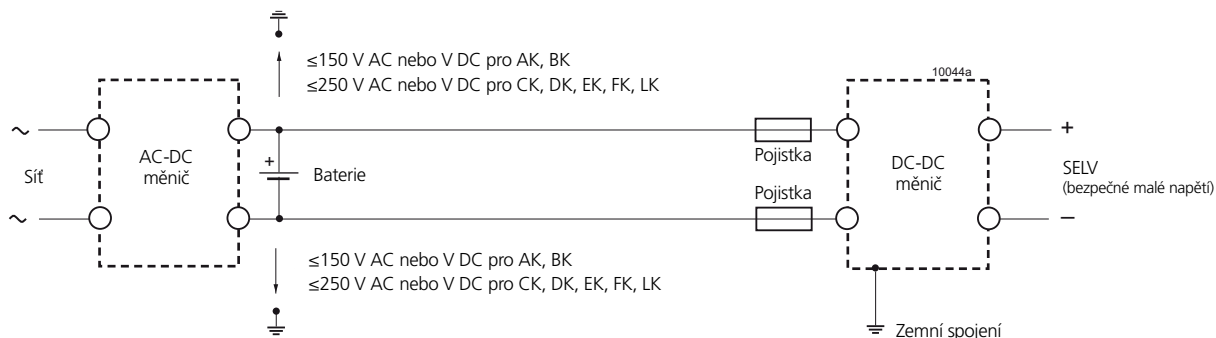 ≤150 V AC nebo V DC pro AK, BK
≤250 V AC nebo V DC pro CK, DK, EK, FK, LK
10044a
~
+
Síť
AC-DC
měnič
+
Baterie
Pojistka
Pojistka
DC-DC
měnič
SELV
(bezpečné malé napětí)
~
–
≤150 V AC nebo V DC pro AK, BK
≤250 V AC nebo V DC pro CK, DK, EK, FK, LK
Zemní spojení